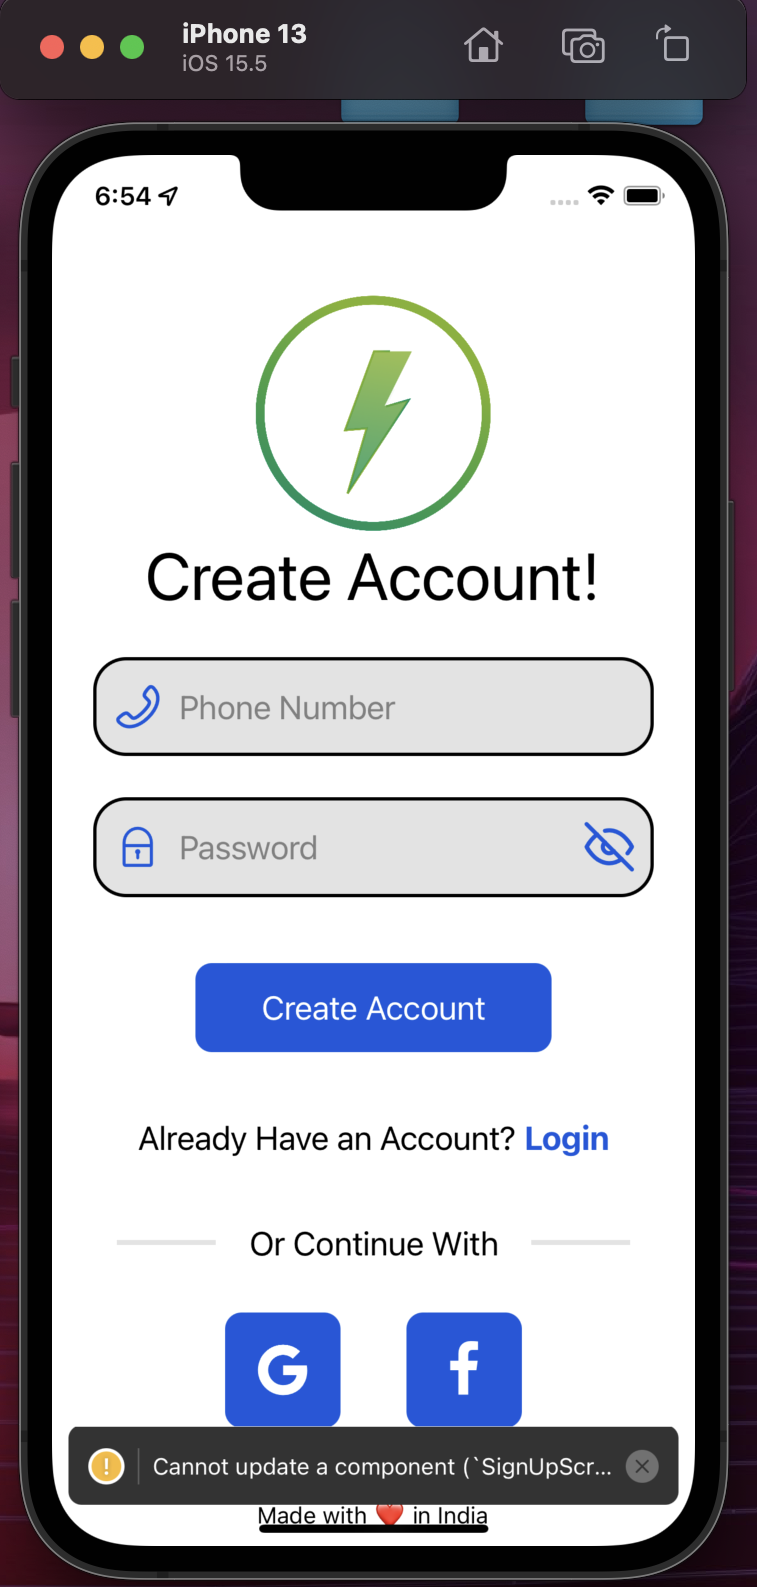 iPhone 13
iOS 15.5
6:54
Create Account!
Phone Number
Password
Create Account
Already Have an Account? Login
Or Continue With
G f
Cannot update a component (`SignUpScr...
Made with ❤️ in India